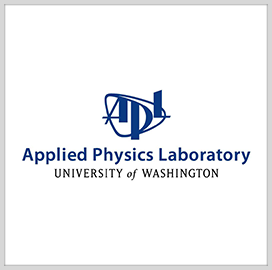 APL
Applied Physics Laboratory
UNIVERSITY of WASHINGTON